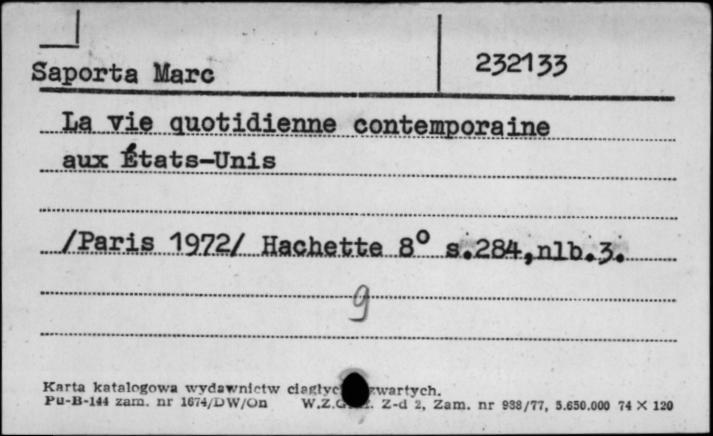 Saporta Marc 232133
La vie quotidienne contemporaine
aux États-Unis
/Paris 1972/ Hachette 8° s.284,nlb.3.
9
Karta katalogowa wydawnictw zwartych.
Pu-B-144 zam. nr 1674/DW/On Z-d 2, Zam. nr 938/77, 5.650.000 74 X 120